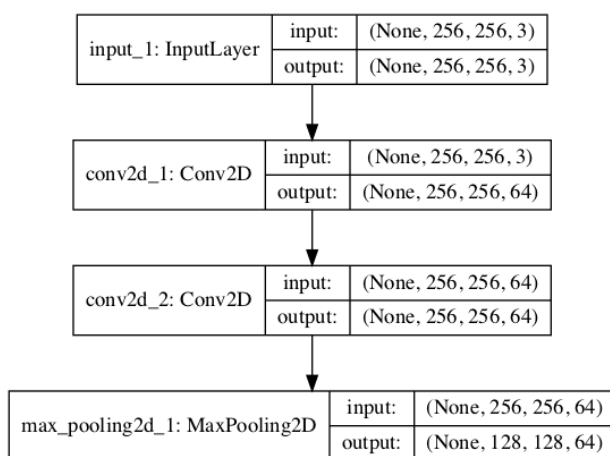 input_1: InputLayer
input: (None, 256, 256, 3)
output: (None, 256, 256, 3)
conv2d_1: Conv2D
input: (None, 256, 256, 3)
output: (None, 256, 256, 64)
conv2d_2: Conv2D
input: (None, 256, 256, 64)
output: (None, 256, 256, 64)
max_pooling2d_1: MaxPooling2D
input: (None, 256, 256, 64)
output: (None, 128, 128, 64)